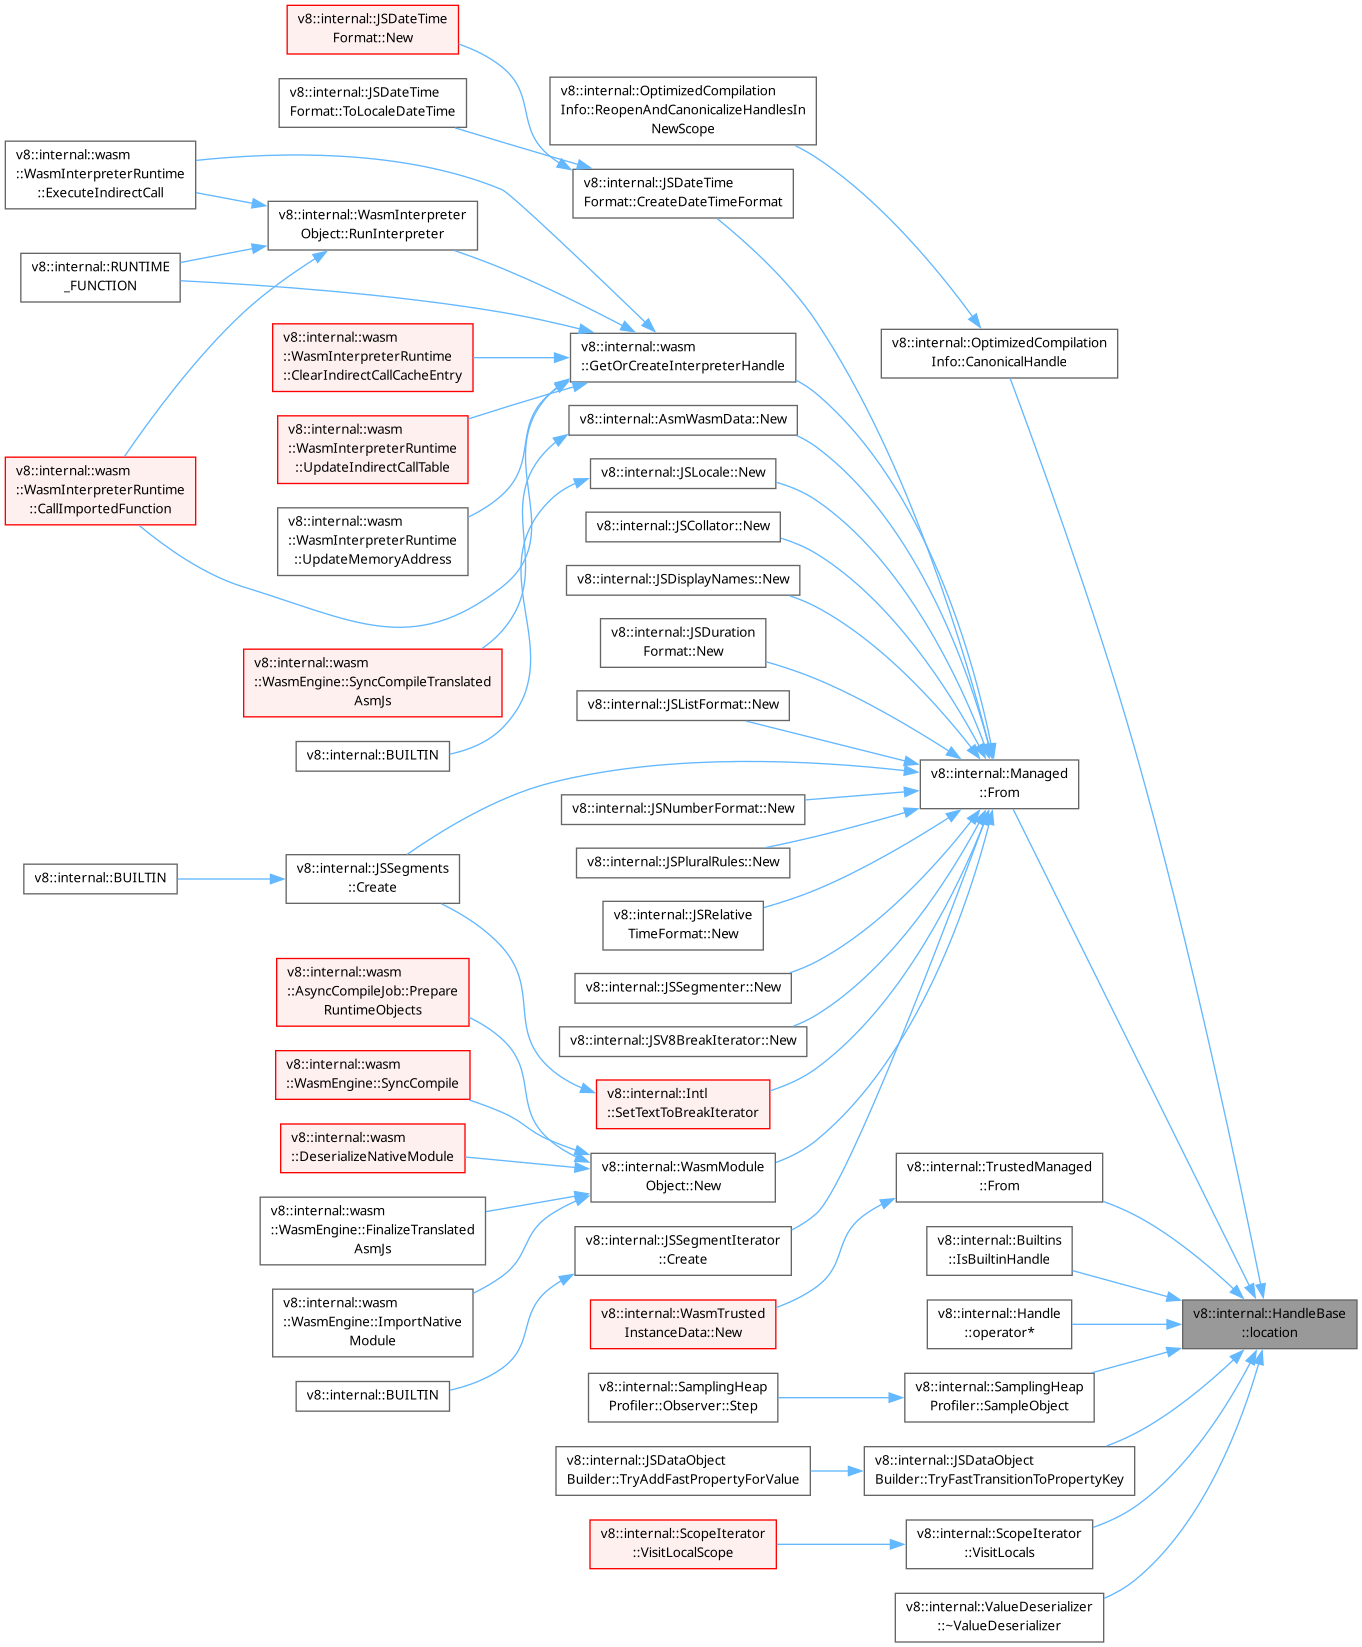 v8::internal::JSDateTime
Format::New
v8::internal::JSDateTime
Format::ToLocaleDateTime
v8::internal::OptimizedCompilation
Info::ReopenAndCanonicalizeHandlesIn
NewScope
v8::internal::wasm
::WasmInterpreterRuntime
::ExecuteIndirectCall
v8::internal::JSDateTime
Format::CreateDateTimeFormat
v8::internal::WasmInterpreter
Object::RunInterpreter
v8::internal::RUNTIME
_FUNCTION
v8::internal::wasm
::WasmInterpreterRuntime
::ClearIndirectCallCacheEntry
v8::internal::wasm
::GetOrCreateInterpreterHandle
v8::internal::OptimizedCompilation
Info::CanonicalHandle
v8::internal::wasm
::WasmInterpreterRuntime
::UpdateIndirectCallTable
v8::internal::AsmWasmData::New
v8::internal::JSLocale::New
v8::internal::wasm
::WasmInterpreterRuntime
::CallImportedFunction
v8::internal::wasm
::WasmInterpreterRuntime
::UpdateMemoryAddress
v8::internal::JSCollator::New
v8::internal::JSDisplayNames::New
v8::internal::JSDuration
Format::New
v8::internal::wasm
::WasmEngine::SyncCompileTranslated
AsmJs
v8::internal::JSListFormat::New
v8::internal::BUILTIN
v8::internal::Managed
::From
v8::internal::JSNumberFormat::New
v8::internal::JSPluralRules::New
v8::internal::BUILTIN
v8::internal::JSSegments
::Create
v8::internal::JSRelative
TimeFormat::New
v8::internal::wasm
::AsyncCompileJob::Prepare
RuntimeObjects
v8::internal::JSSegmenter::New
v8::internal::JSV8BreakIterator::New
v8::internal::wasm
::WasmEngine::SyncCompile
v8::internal::Intl
::SetTextToBreakIterator
v8::internal::wasm
::DeserializeNativeModule
v8::internal::WasmModule
Object::New
v8::internal::TrustedManaged
::From
v8::internal::wasm
::WasmEngine::FinalizeTranslated
AsmJs
v8::internal::JSSegmentIterator
::Create
v8::internal::Builtins
::IsBuiltinHandle
v8::internal::wasm
::WasmEngine::ImportNative
Module
v8::internal::WasmTrusted
InstanceData::New
v8::internal::Handle
::operator*
v8::internal::HandleBase
::location
v8::internal::BUILTIN
v8::internal::SamplingHeap
Profiler::Observer::Step
v8::internal::SamplingHeap
Profiler::SampleObject
v8::internal::JSDataObject
Builder::TryAddFastPropertyForValue
v8::internal::JSDataObject
Builder::TryFastTransitionToPropertyKey
v8::internal::ScopeIterator
::VisitLocalScope
v8::internal::ScopeIterator
::VisitLocals
v8::internal::ValueDeserializer
::~ValueDeserializer